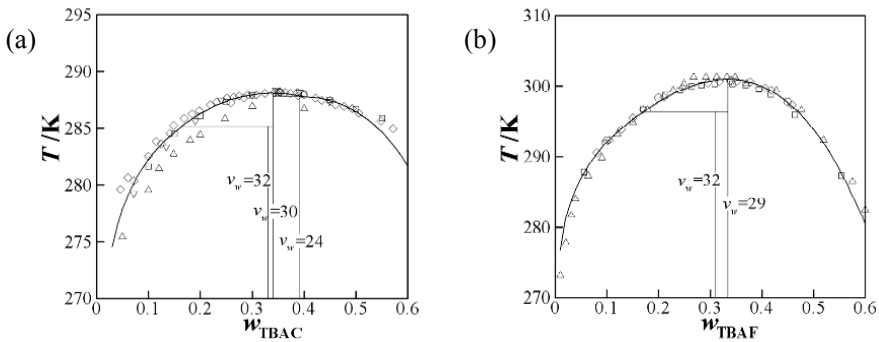 (a)
295
290
285
280
275
270
T /K
v_w=32
v_w=30
v_w=24
0 0.1 0.2 0.3 0.4 0.5 0.6
w_TBAC
(b)
310
300
290
280
270
T /K
v_w=32
v_w=29
0 0.1 0.2 0.3 0.4 0.5 0.6
w_TBAF